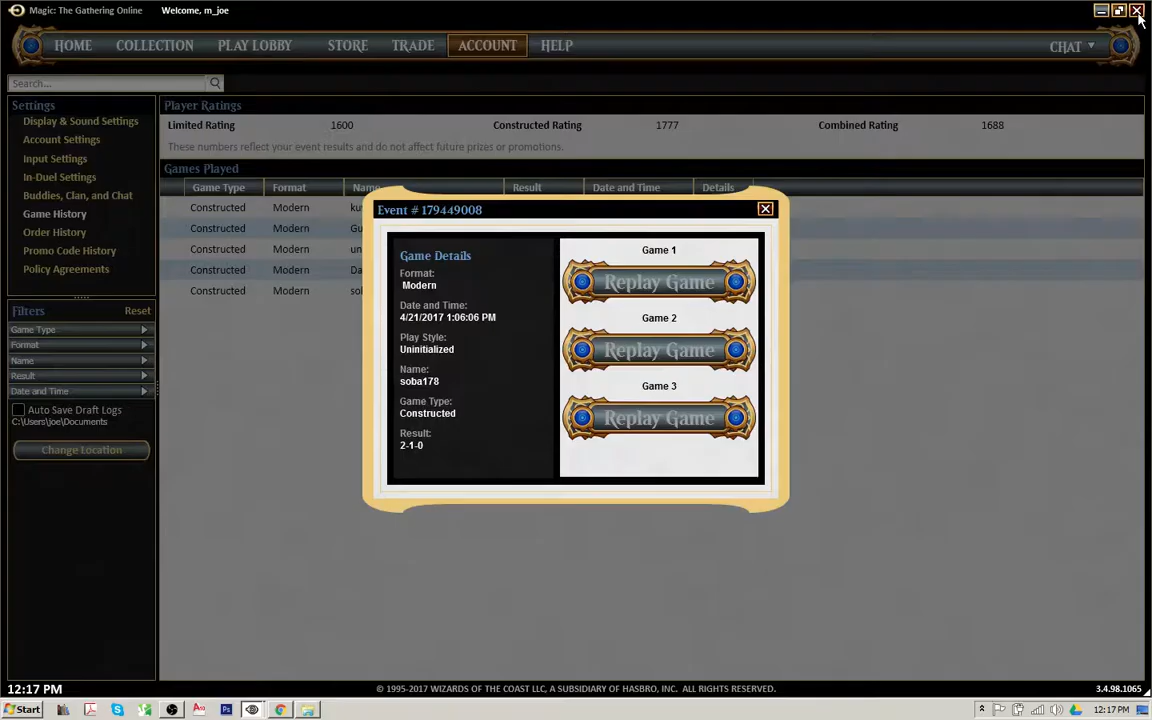 Magic: The Gathering Online Welcome, m_joe
HOME COLLECTION PLAY LOBBY STORE TRADE ACCOUNT HELP CHAT
Search...
Settings
Display & Sound Settings
Account Settings
Input Settings
In-Duel Settings
Buddies, Clan, and Chat
Game History
Order History
Promo Code History
Policy Agreements
Filters Reset
Game Type
Format
Name
Result
Date and Time
Auto Save Draft Logs
C:\Users\joe\Documents
Change Location
Player Ratings
Limited Rating 1600 Constructed Rating 1777 Combined Rating 1688
These numbers reflect your event results and do not affect future prizes or promotions.
Games Played
Game Type Format Name Result Date and Time Details
Constructed Modern
Constructed Modern
Constructed Modern
Constructed Modern
Constructed Modern
Event # 179449008
Game Details
Format:
Modern
Date and Time:
4/21/2017 1:06:06 PM
Play Style:
Uninitialized
Name:
soba178
Game Type:
Constructed
Result:
2-1-0
Game 1
Replay Game
Game 2
Replay Game
Game 3
Replay Game
12:17 PM © 1995-2017 WIZARDS OF THE COAST LLC, A SUBSIDIARY OF HASBRO, INC. ALL RIGHTS RESERVED. 3.4.98.1065
Start 12:17 PM